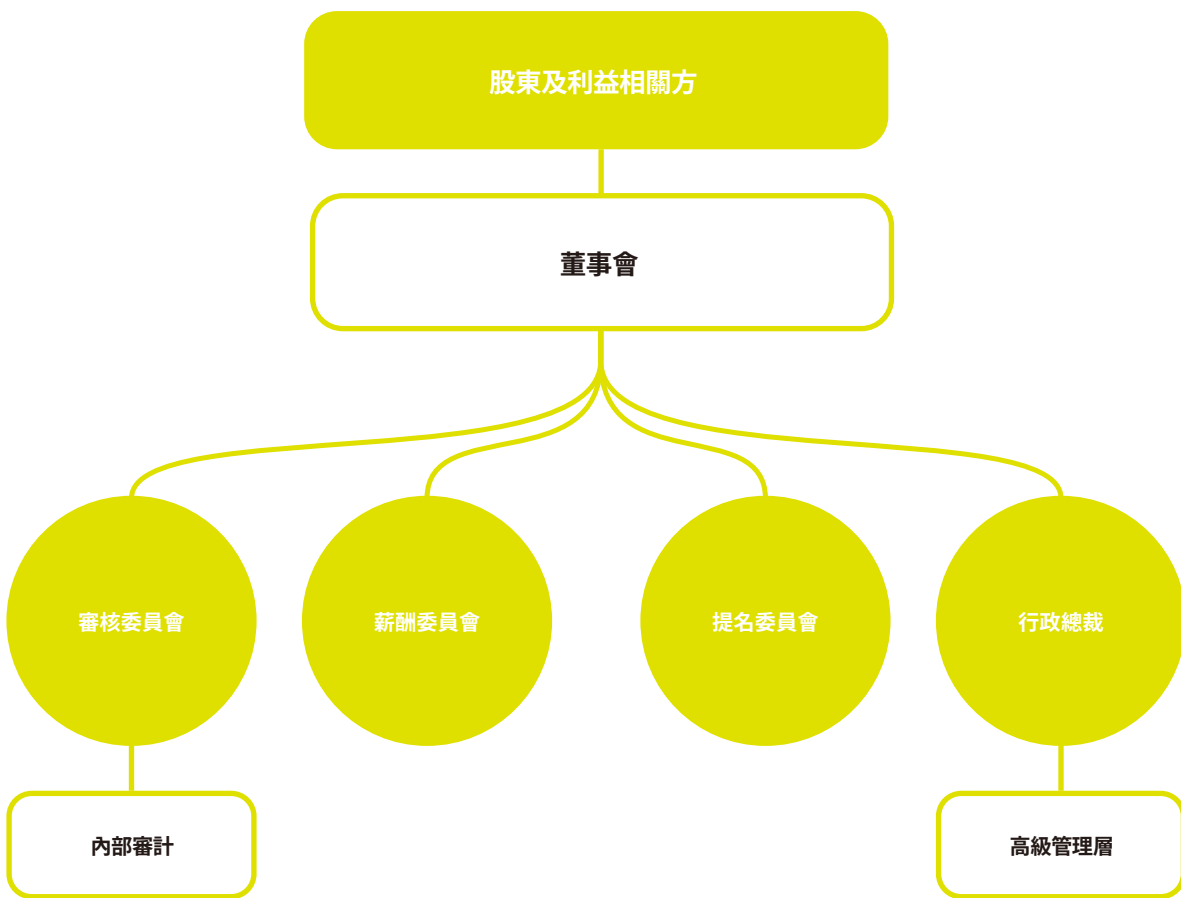 股東及利益相關方
董事會
審核委員會
薪酬委員會
提名委員會
行政總裁
內部審計
高級管理層